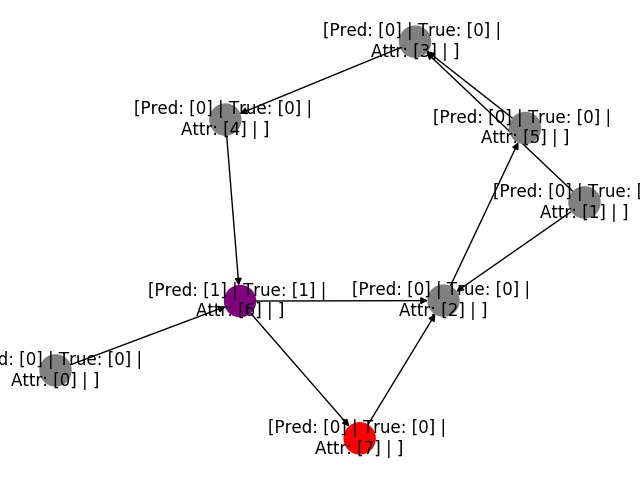 [Pred: [0] | True: [0] |
Attr: [3] | ]
[Pred: [0] | True: [0] |
Attr: [4] | ]
[Pred: [0] | True: [0] |
Attr: [5] | ]
[Pred: [0] | True: [
Attr: [1] | ]
[Pred: [1] | True: [1] |
Attr: [6] | ]
[Pred: [0] | True: [0] |
Attr: [2] | ]
d: [0] | True: [0] |
Attr: [0] | ]
[Pred: [0] | True: [0] |
Attr: [7] | ]